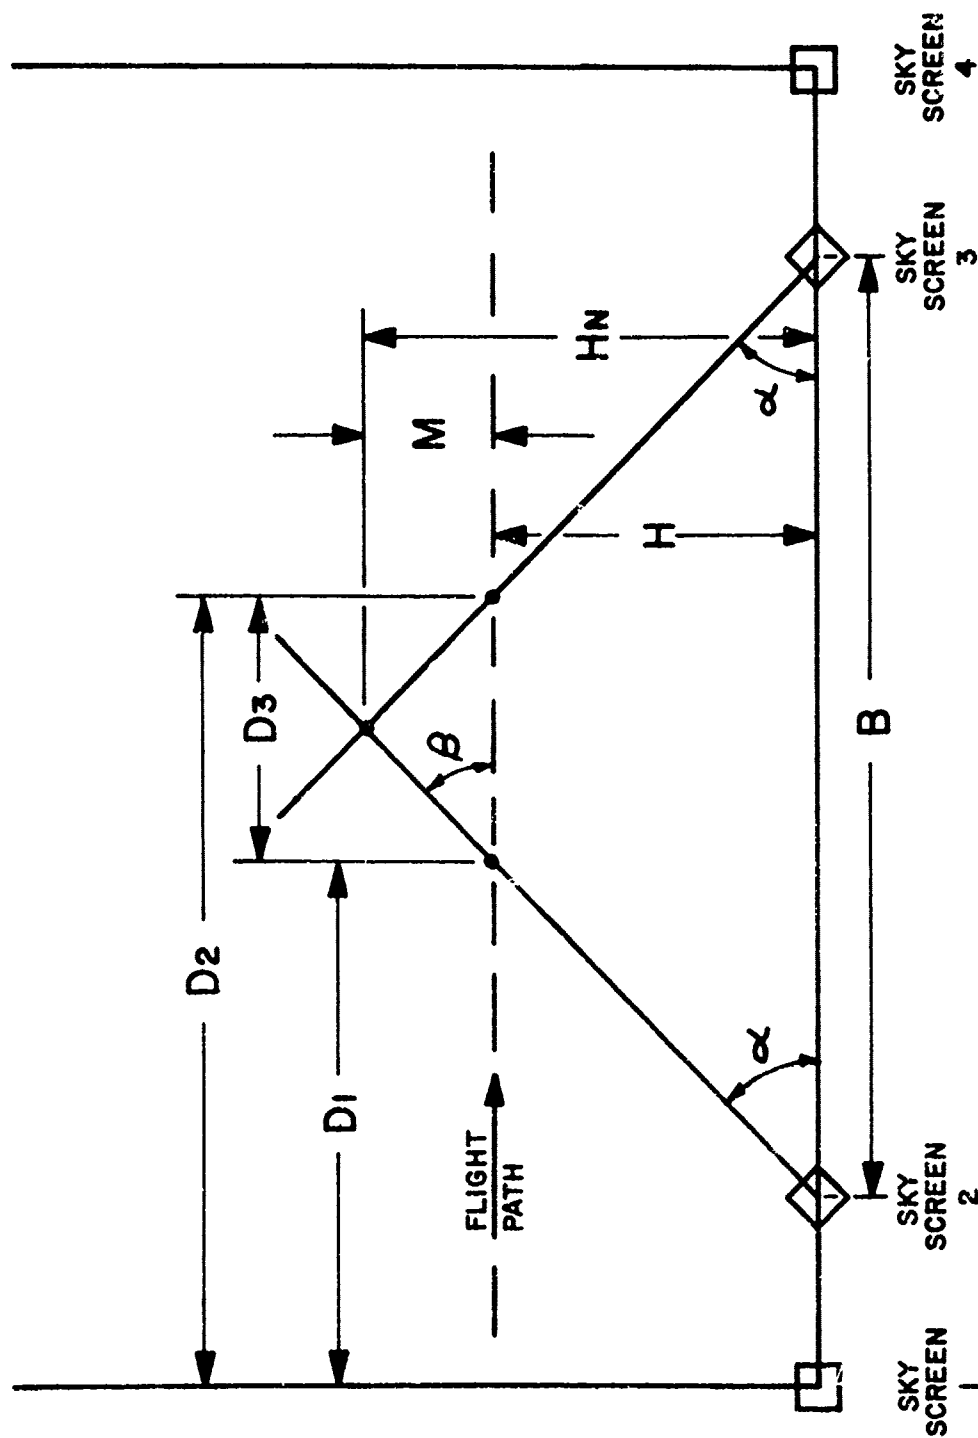 D2
D3
D1
β
M
HN
FLIGHT
PATH
H
α
α
B
SKY
SCREEN
1
SKY
SCREEN
2
SKY
SCREEN
3
SKY
SCREEN
4